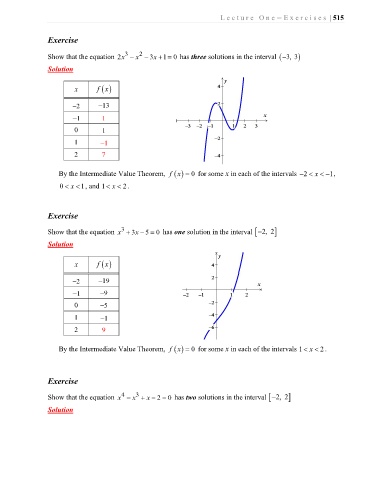 Lecture One – Exercises | 515
Exercise
Show that the equation 2x³ − x² − 3x + 1 = 0 has three solutions in the interval (−3, 3)
Solution
x f(x)
−2 −13
−1 1
0 1
1 −1
2 7
y
4
2
x
−3 −2 −1 1 2 3
−2
−4
By the Intermediate Value Theorem, f(x) = 0 for some x in each of the intervals −2 < x < −1,
0 < x < 1, and 1 < x < 2.
Exercise
Show that the equation x³ + 3x − 5 = 0 has one solution in the interval [−2, 2]
Solution
x f(x)
−2 −19
−1 −9
0 −5
1 −1
2 9
y
4
2
x
−2 −1 1 2
−2
−4
−6
By the Intermediate Value Theorem, f(x) = 0 for some x in each of the intervals 1 < x < 2.
Exercise
Show that the equation x⁴ − x³ + x − 2 = 0 has two solutions in the interval [−2, 2]
Solution